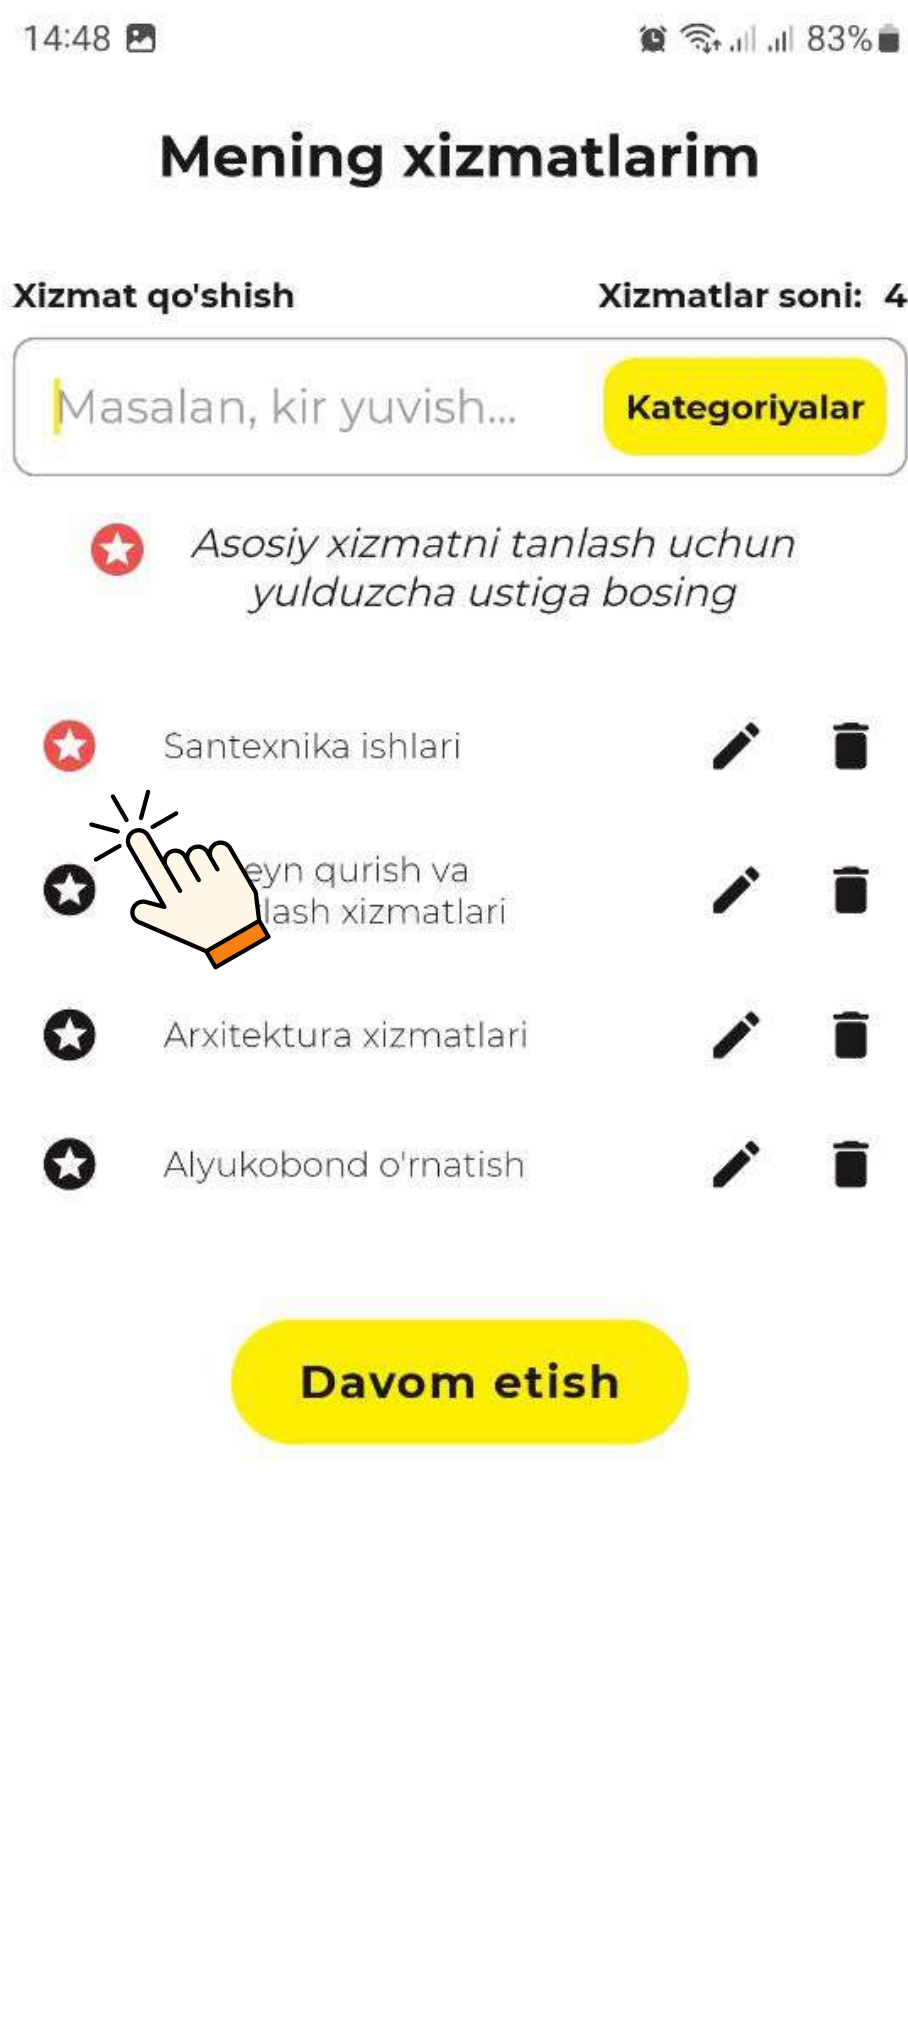 14:48
83%
Mening xizmatlarim
Xizmat qo'shish
Xizmatlar soni: 4
Masalan, kir yuvish...
Kategoriyalar
Asosiy xizmatni tanlash uchun
yulduzcha ustiga bosing
Santexnika ishlari
qurish va
xizmatlari
Arxitektura xizmatlari
Alyukobond o'rnatish
Davom etish